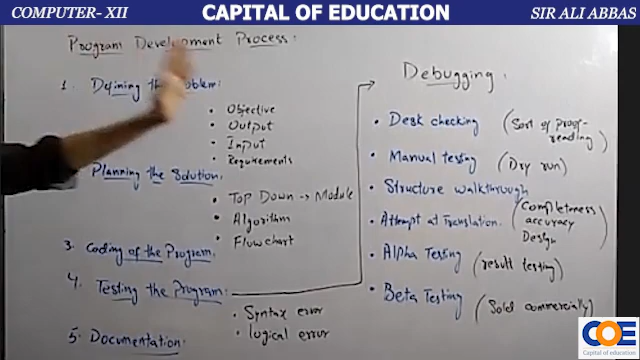 COMPUTER- XII
CAPITAL OF EDUCATION
SIR ALI ABBAS
Program Development Process:
1. Defining the Problem:
• Objective
• Output
• Input
• Requirements
Planning the Solution.
• Top Down → Module
• Algorithm
• Flowchart
3. Coding of the Program.
4. Testing the Program:
• Syntax error
• logical error
5. Documentation.
Debugging.
• Desk checking (Sort of proof-
reading)
• Manual testing (Dry run)
• Structure walkthrough
• Attempt at Translation. (Completeness
accuracy
Design)
• Alpha Testing (result testing)
• Beta Testing (Sold commercially)
COE
Capital of education